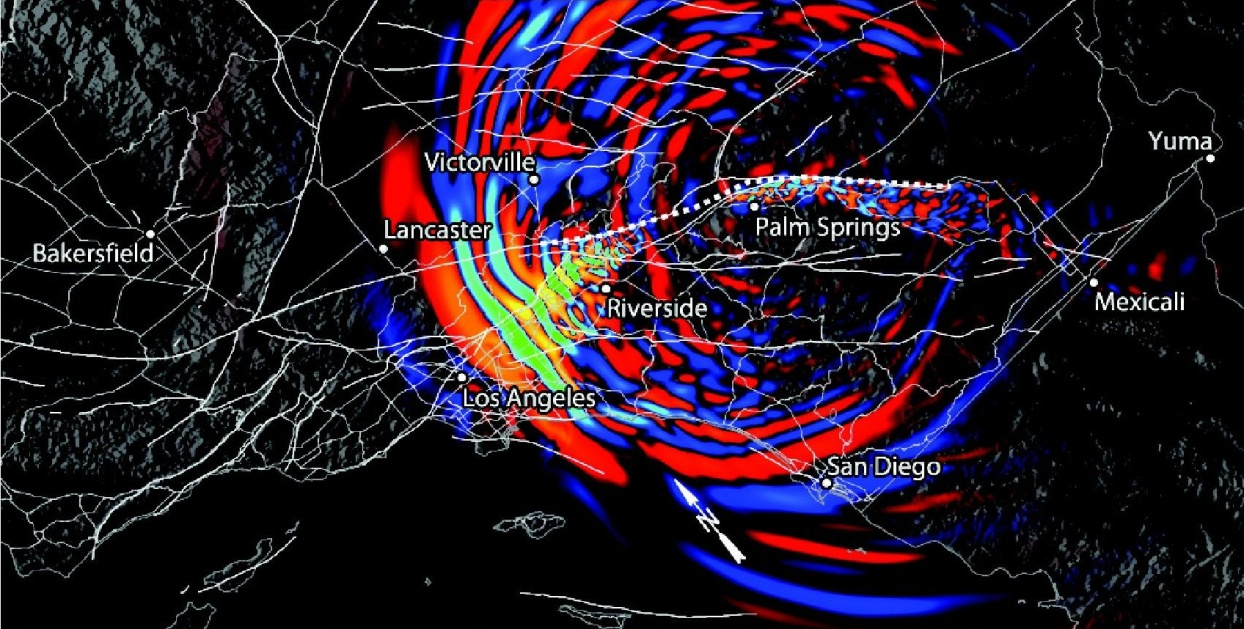 Yuma
Victorville
Lancaster
Palm Springs
Bakersfield
Riverside
Mexicali
Los Angeles
San Diego
N